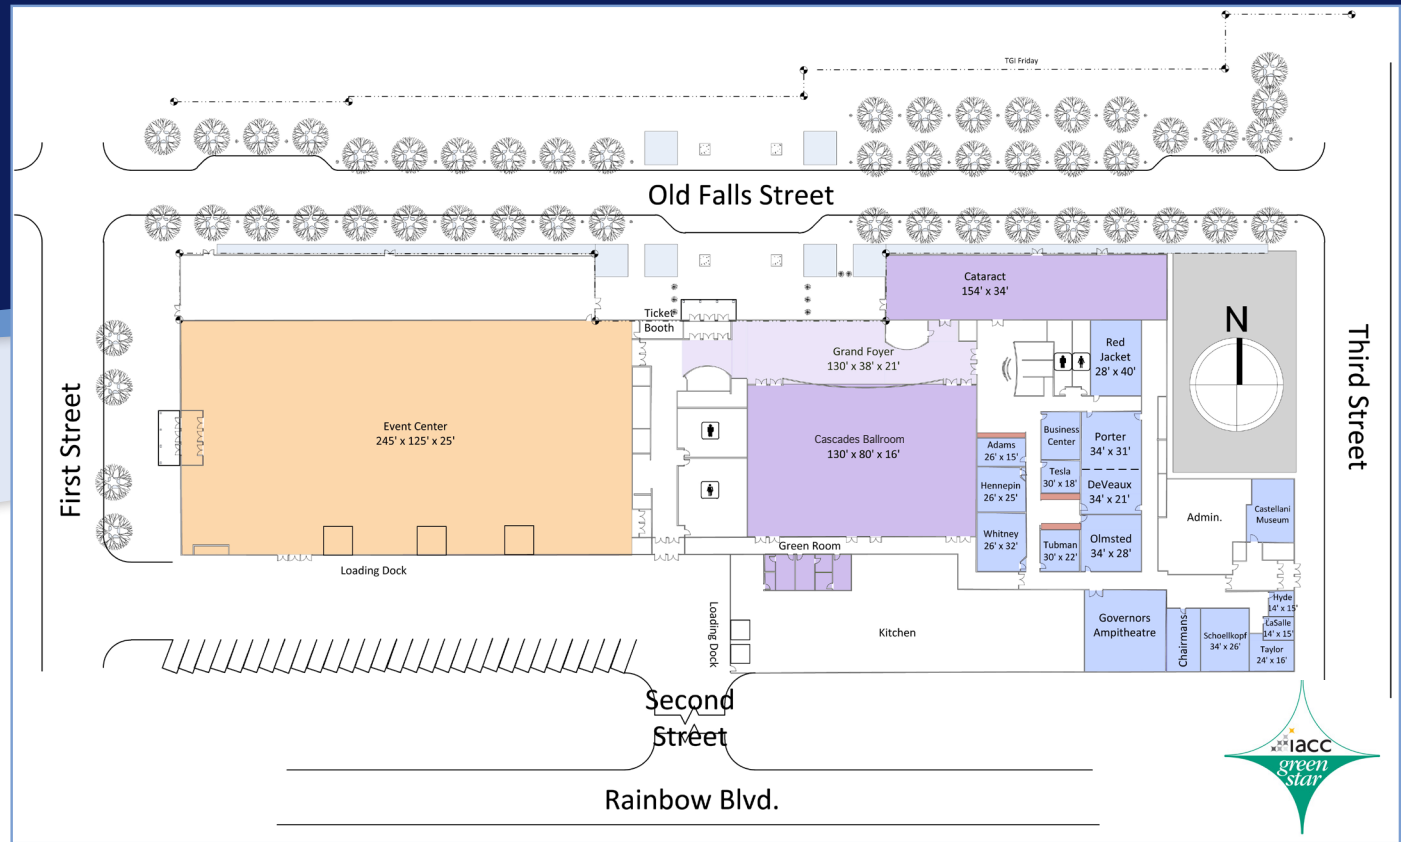 TGI Friday
Old Falls Street
Cataract
154' x 34'
N
Ticket
Booth
Grand Foyer
130' x 38' x 21'
Red
Jacket
28' x 40'
Third Street
First Street
Event Center
245' x 125' x 25'
Cascades Ballroom
130' x 80' x 16'
Adams
26' x 15'
Hennepin
26' x 25'
Whitney
26' x 32'
Business
Center
Tesla
30' x 18'
Tubman
30' x 22'
Porter
34' x 31'
DeVeaux
34' x 21'
Olmsted
34' x 28'
Admin.
Castellani
Museum
Green Room
Loading Dock
Loading Dock
Kitchen
Governors
Ampitheatre
Chairmans
Schoellkopf
34' x 26'
Hyde
14' x 15'
LaSalle
14' x 15'
Taylor
24' x 16'
Second
Street
Rainbow Blvd.
iacc
green
star